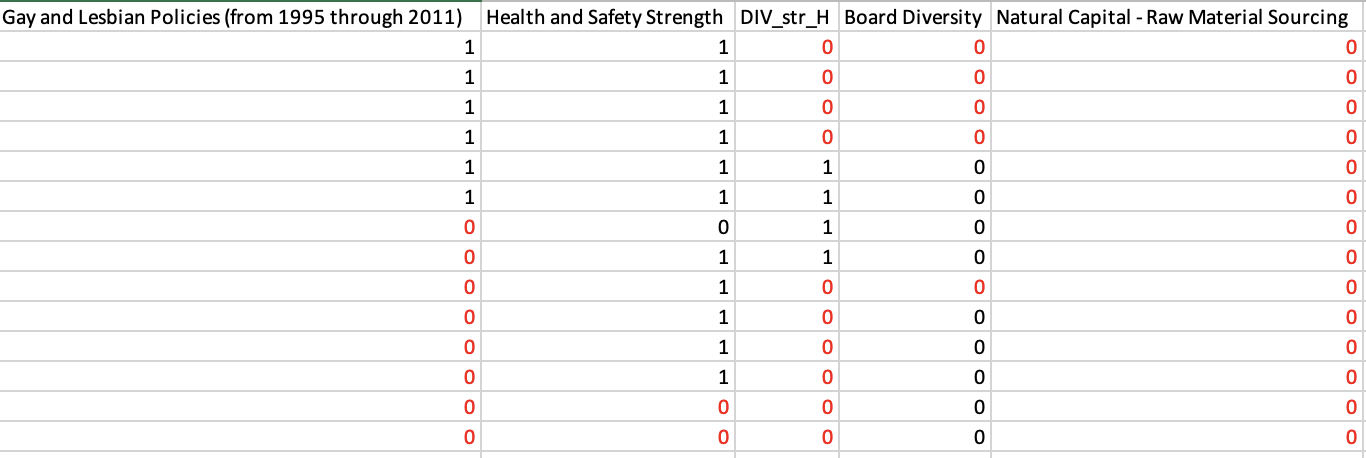 Gay and Lesbian Policies (from 1995 through 2011) Health and Safety Strength DIV_str_H Board Diversity Natural Capital - Raw Material Sourcing
1 1 0 0 0
1 1 0 0 0
1 1 0 0 0
1 1 0 0 0
1 1 1 0 0
1 1 1 0 0
0 0 1 0 0
0 1 1 0 0
0 1 0 0 0
0 1 0 0 0
0 1 0 0 0
0 1 0 0 0
0 0 0 0 0
0 0 0 0 0